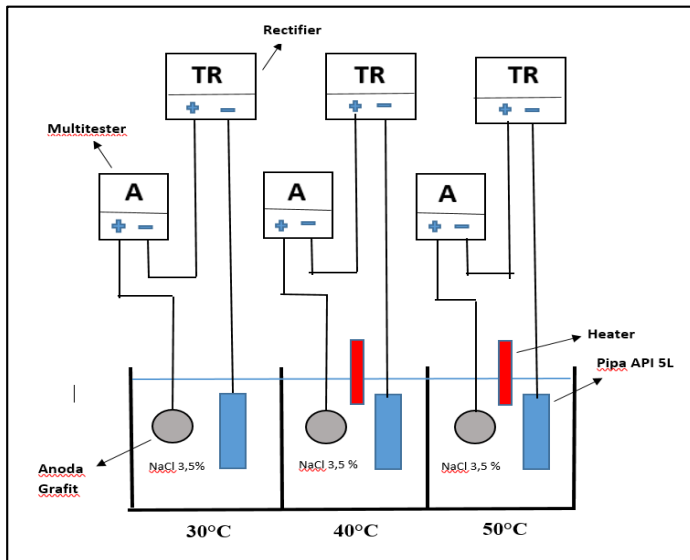 Rectifier
TR
TR
TR
+ −
+ −
+ −
Multitester
A
A
A
+ −
+ −
+ −
Heater
Pipa API 5L
Anoda
Grafit
NaCl 3,5%
NaCl 3,5 %
NaCl 3,5 %
30°C
40°C
50°C